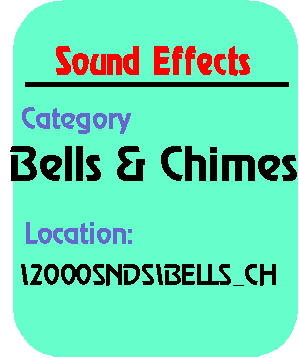 Sound Effects
Category
Bells & Chimes
Location:
\2000SNDS\BELLS_CH